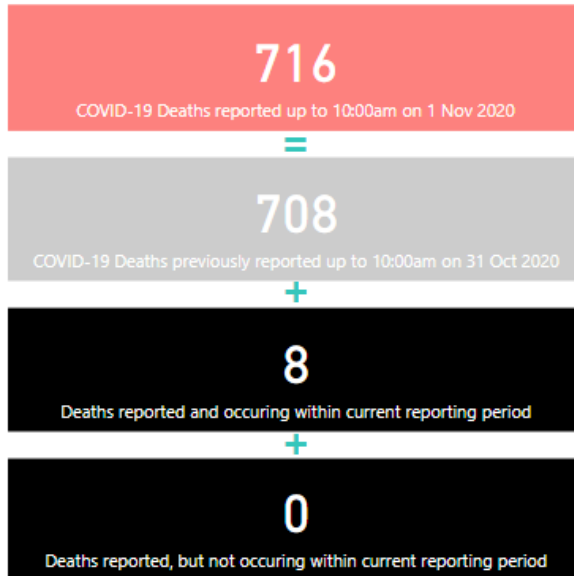 716
COVID-19 Deaths reported up to 10:00am on 1 Nov 2020
=
708
COVID-19 Deaths previously reported up to 10:00am on 31 Oct 2020
+
8
Deaths reported and occuring within current reporting period
+
0
Deaths reported, but not occuring within current reporting period